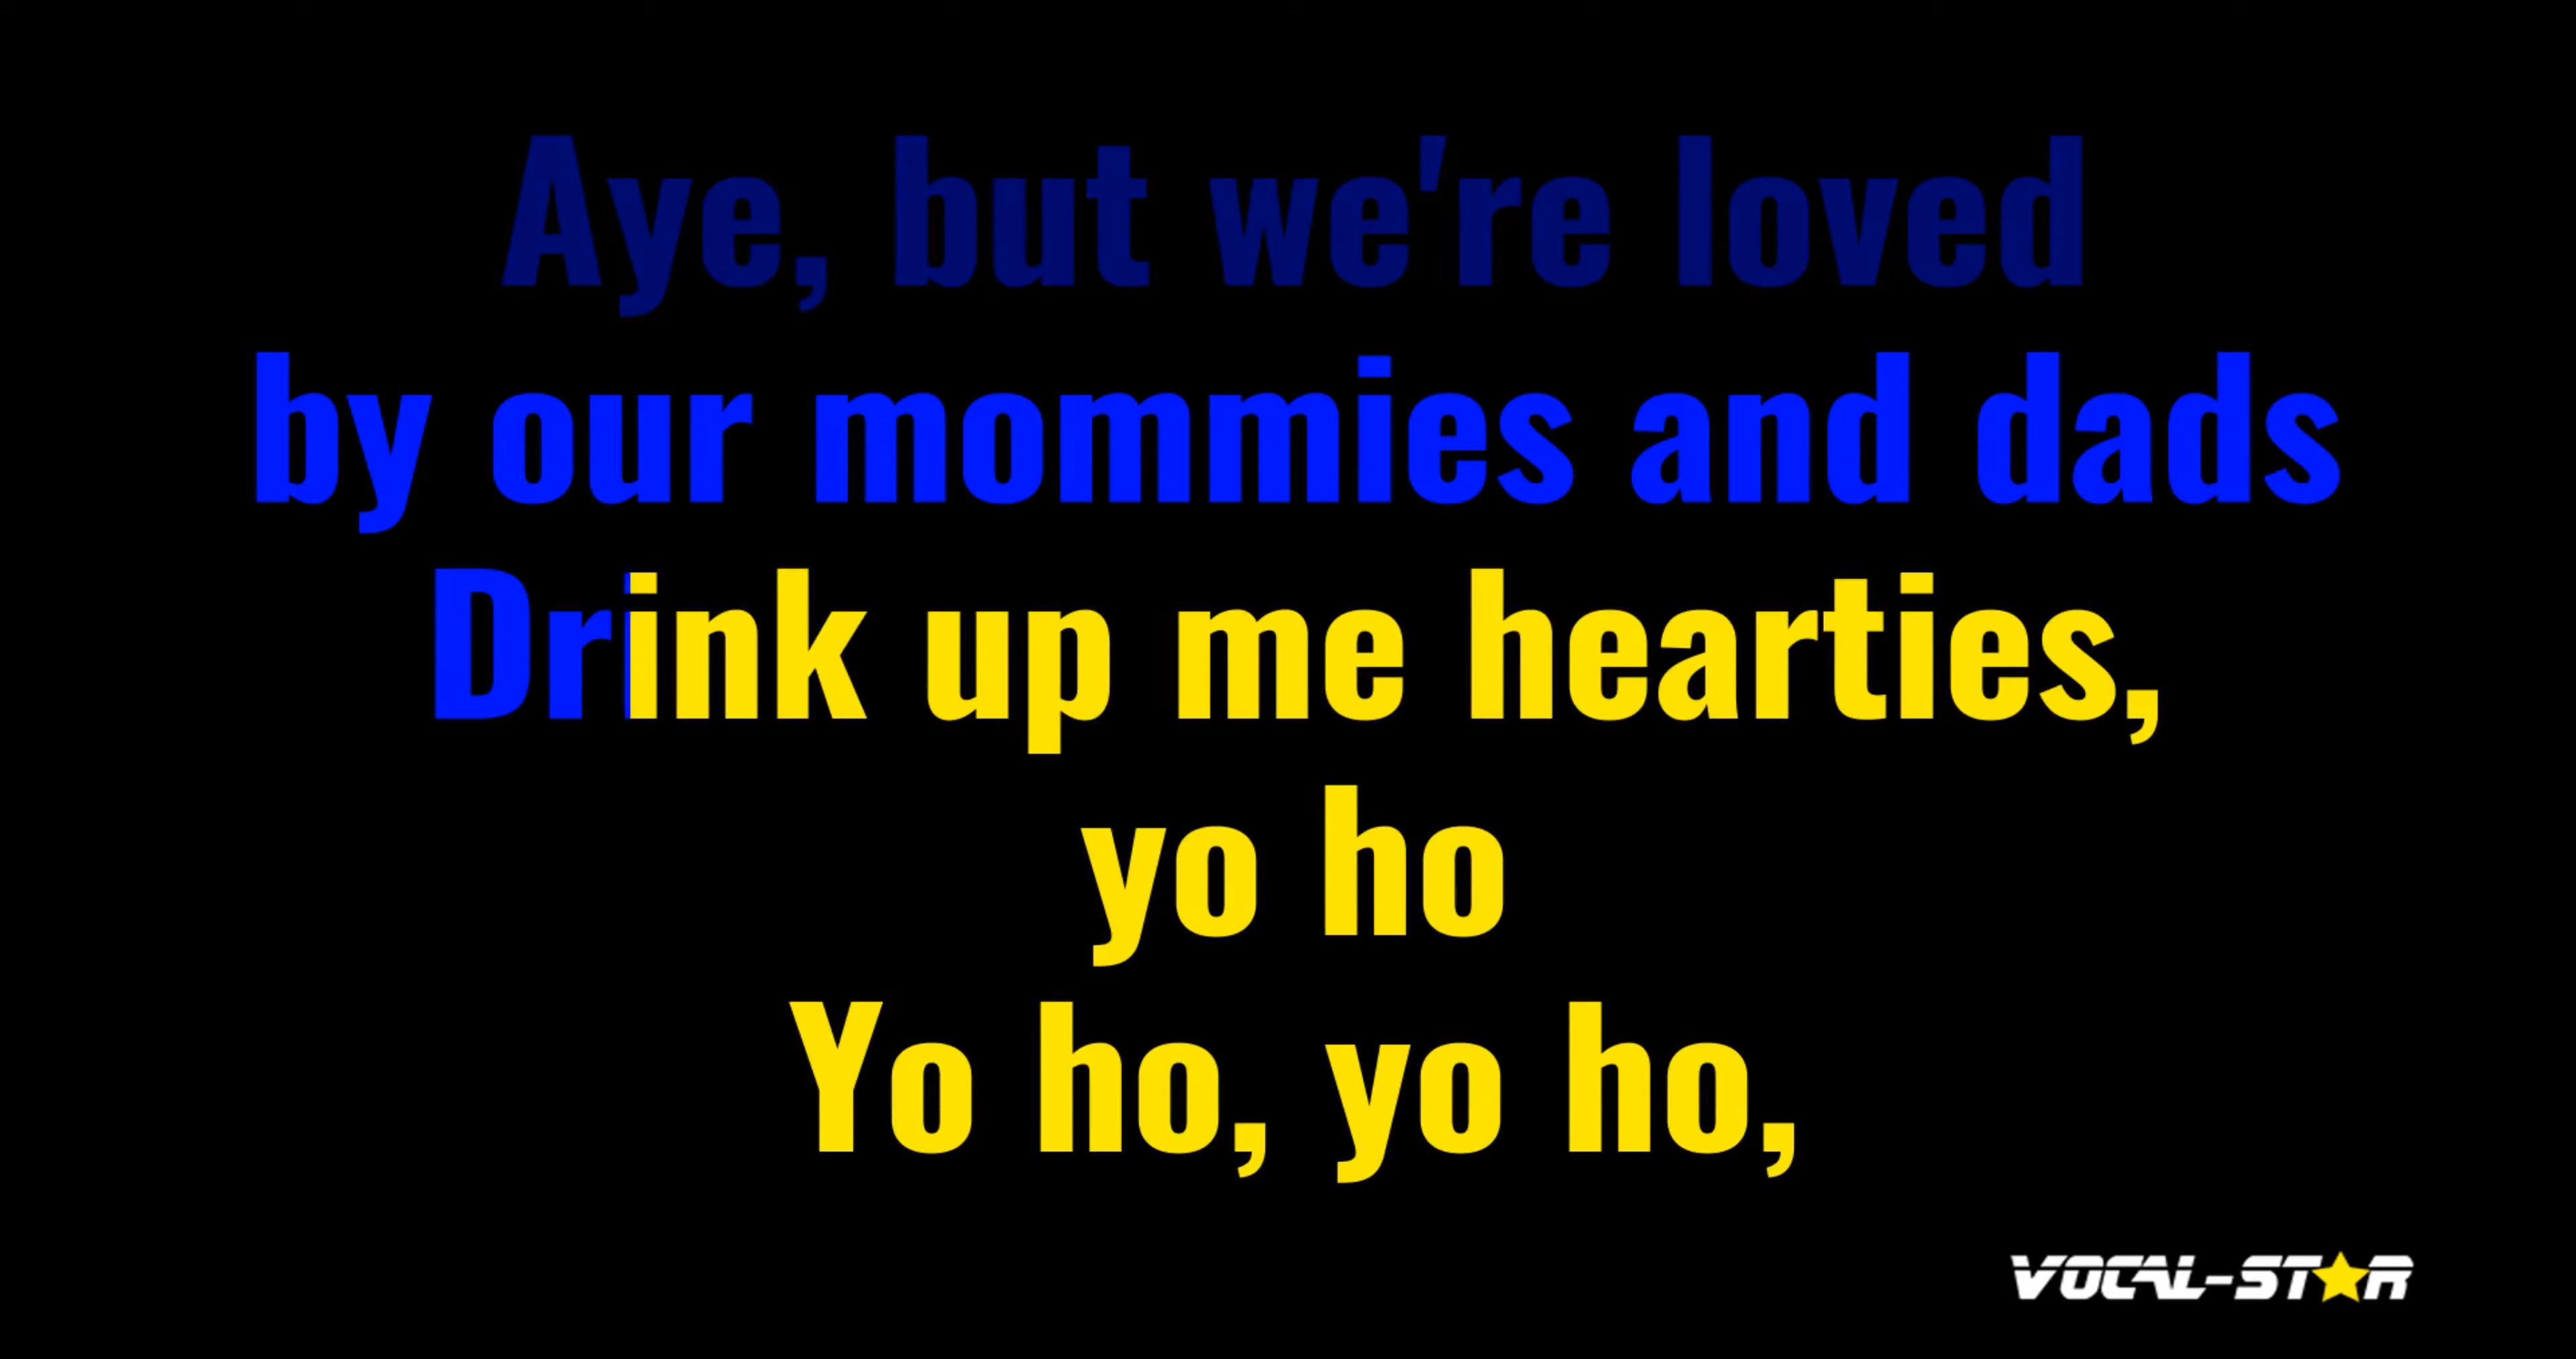 Aye, but we're loved
by our mommies and dads
Drink up me hearties,
yo ho
Yo ho, yo ho,
VOCAL-STAR